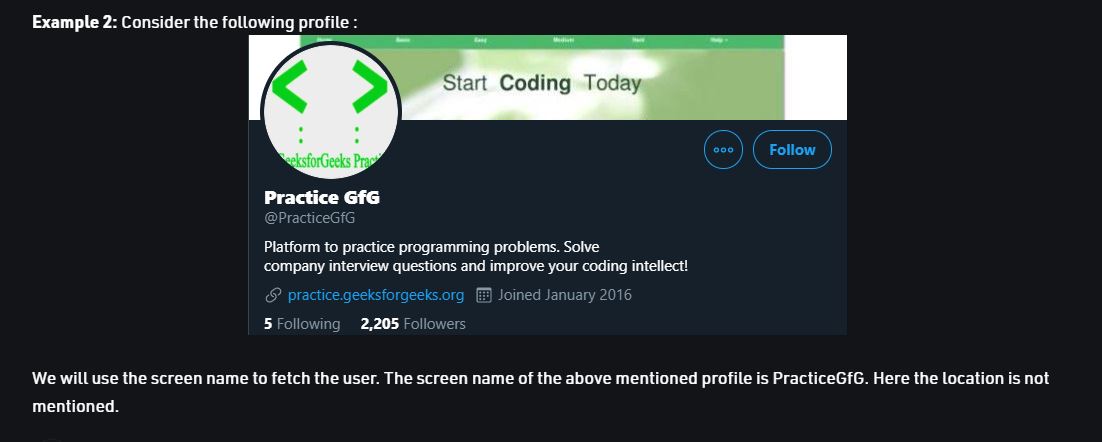 Example 2: Consider the following profile :
Home Basic Easy Medium Hard Help
Start Coding Today
GeeksforGeeks Practi
Follow
Practice GfG
@PracticeGfG
Platform to practice programming problems. Solve
company interview questions and improve your coding intellect!
practice.geeksforgeeks.org Joined January 2016
5 Following 2,205 Followers
We will use the screen name to fetch the user. The screen name of the above mentioned profile is PracticeGfG. Here the location is not
mentioned.